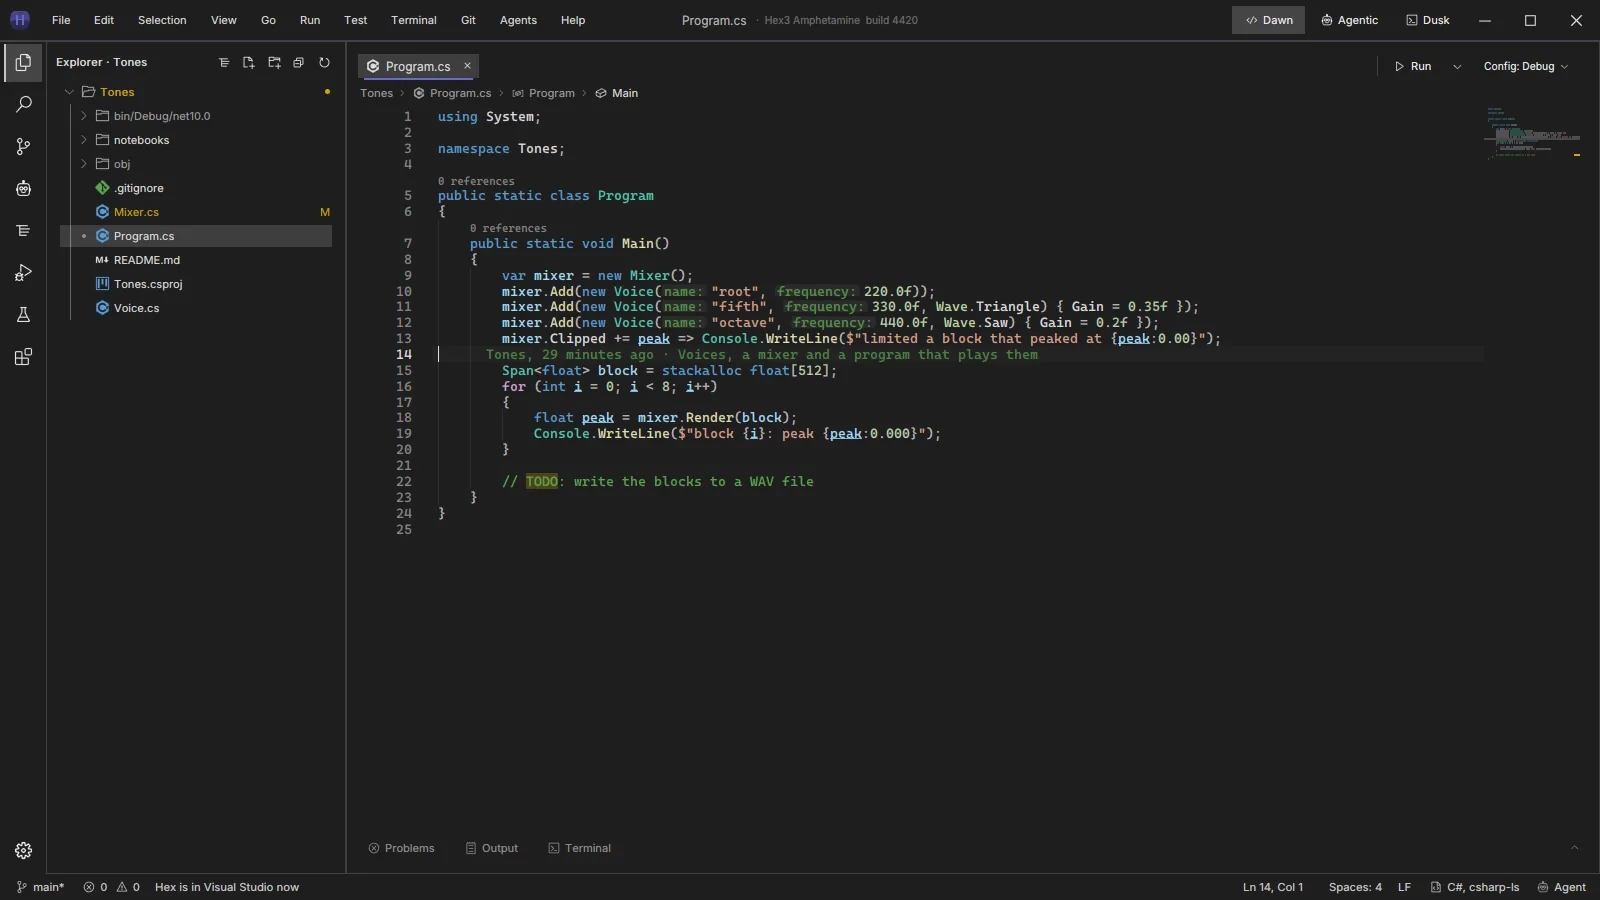 File Edit Selection View Go Run Test Terminal Git Agents Help
Program.cs · Hex3 Amphetamine build 4420
Dawn Agentic Dusk
Explorer · Tones
Tones
bin/Debug/net10.0
notebooks
obj
.gitignore
Mixer.cs M
Program.cs
README.md
Tones.csproj
Voice.cs
Program.cs
Run Config: Debug
Tones > Program.cs > Program > Main
1 using System;
2
3 namespace Tones;
4
0 references
5 public static class Program
6 {
0 references
7 public static void Main()
8 {
9 var mixer = new Mixer();
10 mixer.Add(new Voice(name: "root", frequency: 220.0f));
11 mixer.Add(new Voice(name: "fifth", frequency: 330.0f, Wave.Triangle) { Gain = 0.35f });
12 mixer.Add(new Voice(name: "octave", frequency: 440.0f, Wave.Saw) { Gain = 0.2f });
13 mixer.Clipped += peak => Console.WriteLine($"limited a block that peaked at {peak:0.00}");
14 Tones, 29 minutes ago · Voices, a mixer and a program that plays them
15 Span<float> block = stackalloc float[512];
16 for (int i = 0; i < 8; i++)
17 {
18 float peak = mixer.Render(block);
19 Console.WriteLine($"block {i}: peak {peak:0.000}");
20 }
21
22 // TODO: write the blocks to a WAV file
23 }
24 }
25
Problems Output Terminal
main* 0 0 Hex is in Visual Studio now
Ln 14, Col 1 Spaces: 4 LF C#, csharp-ls Agent